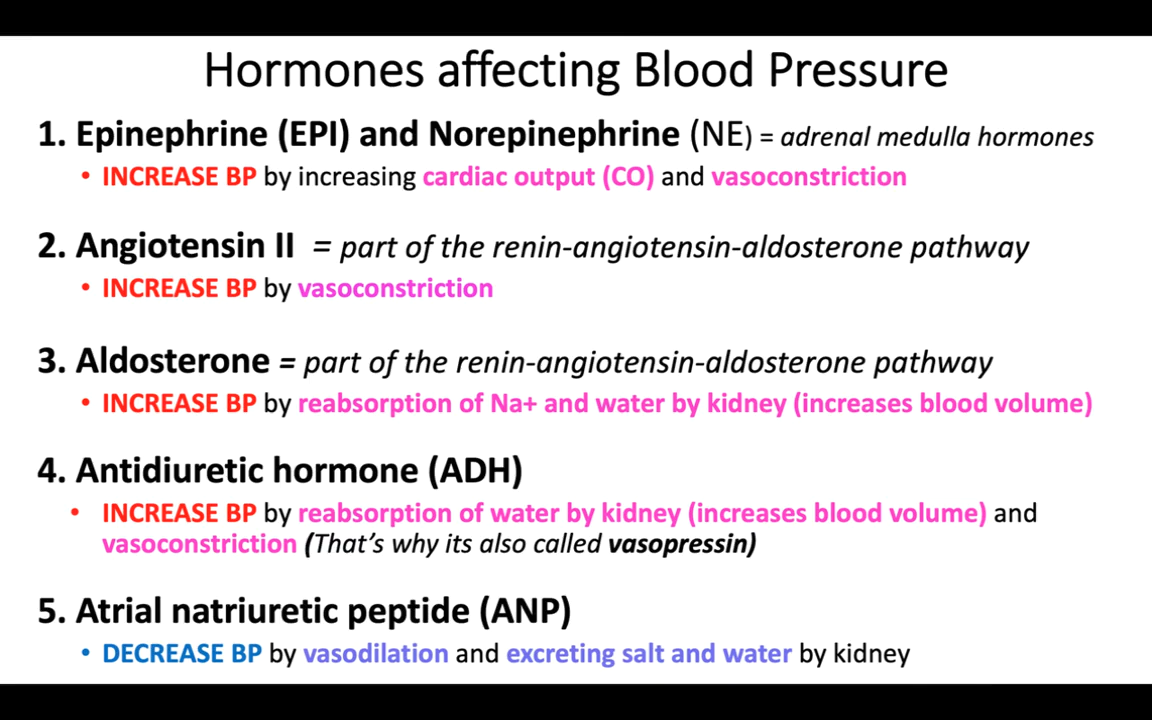 Hormones affecting Blood Pressure
1. Epinephrine (EPI) and Norepinephrine (NE) = adrenal medulla hormones
• INCREASE BP by increasing cardiac output (CO) and vasoconstriction
2. Angiotensin II = part of the renin-angiotensin-aldosterone pathway
• INCREASE BP by vasoconstriction
3. Aldosterone = part of the renin-angiotensin-aldosterone pathway
• INCREASE BP by reabsorption of Na+ and water by kidney (increases blood volume)
4. Antidiuretic hormone (ADH)
• INCREASE BP by reabsorption of water by kidney (increases blood volume) and
vasoconstriction (That’s why its also called vasopressin)
5. Atrial natriuretic peptide (ANP)
• DECREASE BP by vasodilation and excreting salt and water by kidney